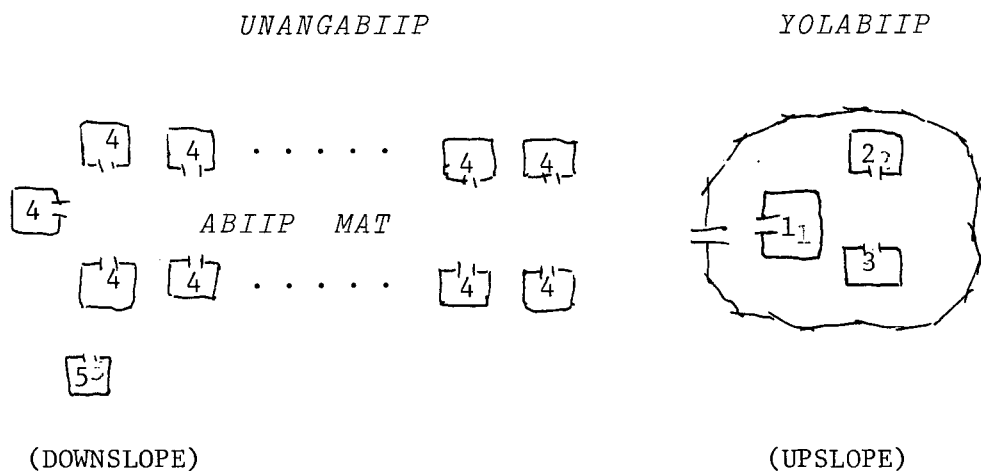 UNANGABIIP YOLABIIP
4 4 . . . . . 4 4 2
4 ABIIP MAT 1
4 4 . . . . . 4 4 3
5
(DOWNSLOPE) (UPSLOPE)